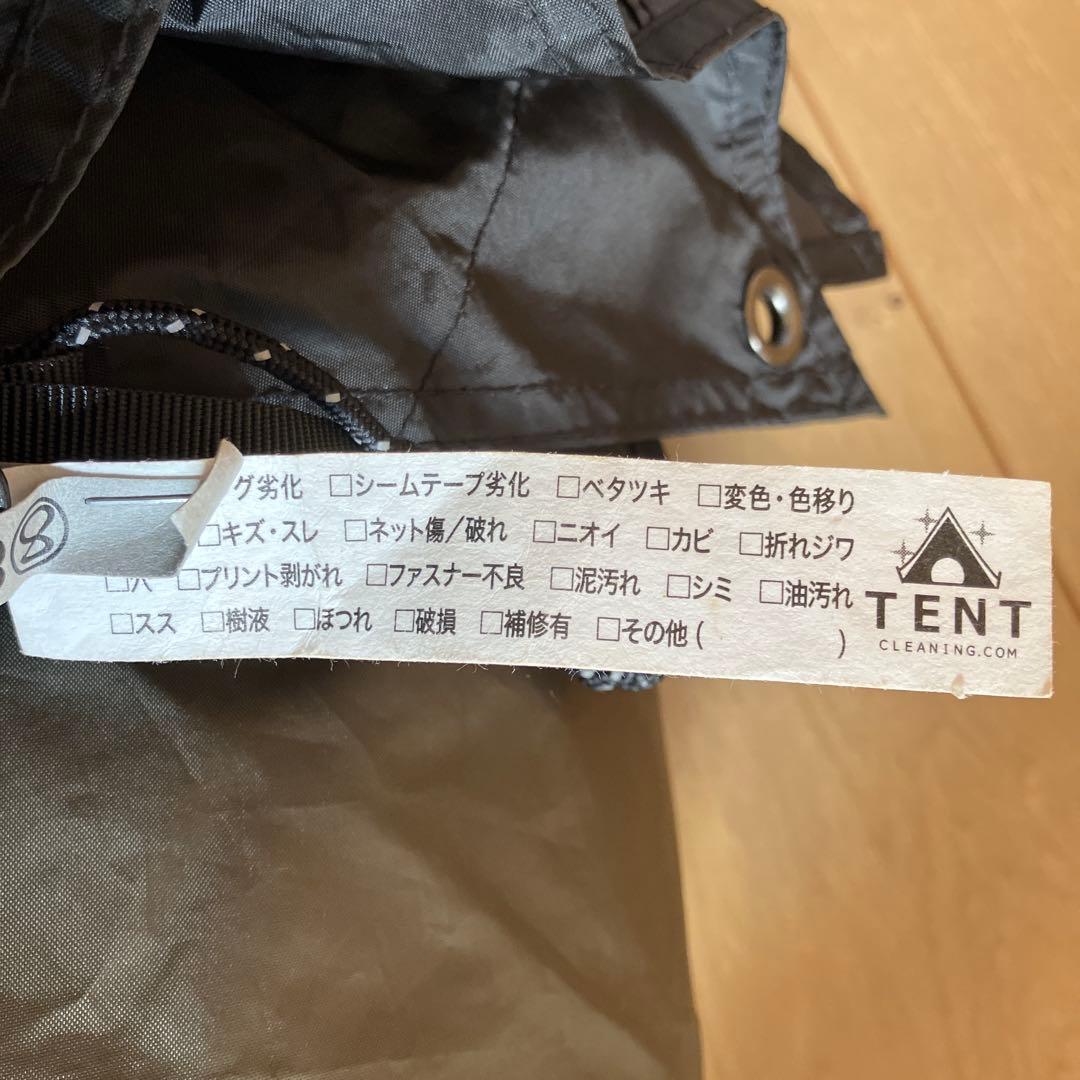 グ劣化 □シームテープ劣化 □ベタツキ □変色・色移り
□キズ・スレ □ネット傷/破れ □ニオイ □カビ □折れジワ
□穴 □プリント剥がれ □ファスナー不良 □泥汚れ □シミ □油汚れ
□スス □樹液 □ほつれ □破損 □補修有 □その他( )
TENT
CLEANING.COM
8